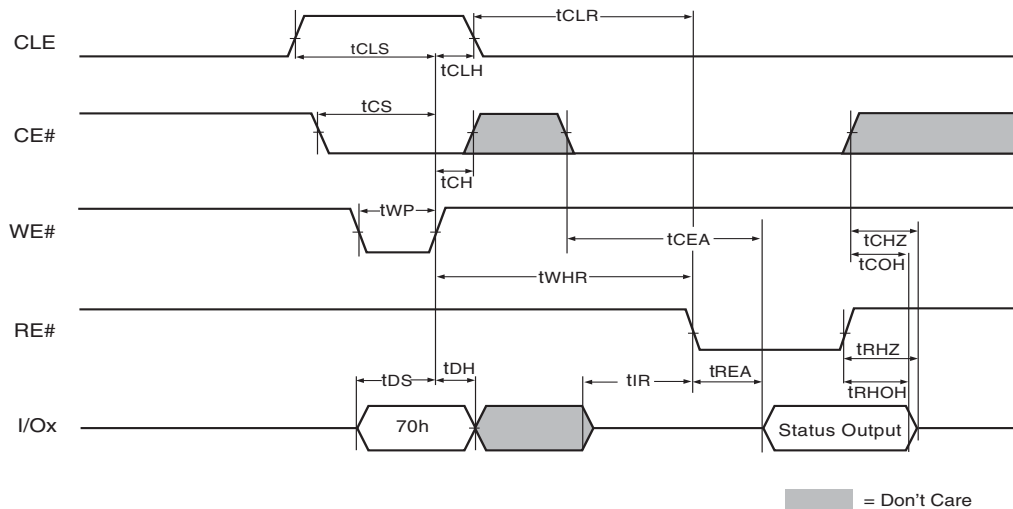 CLE
tCLR
tCLS
tCLH
CE#
tCS
tCH
WE#
tWP
tCEA
tCHZ
tCOH
tWHR
RE#
tRHZ
tRHOH
tDS
tDH
tIR
tREA
I/Ox
70h
Status Output
= Don't Care